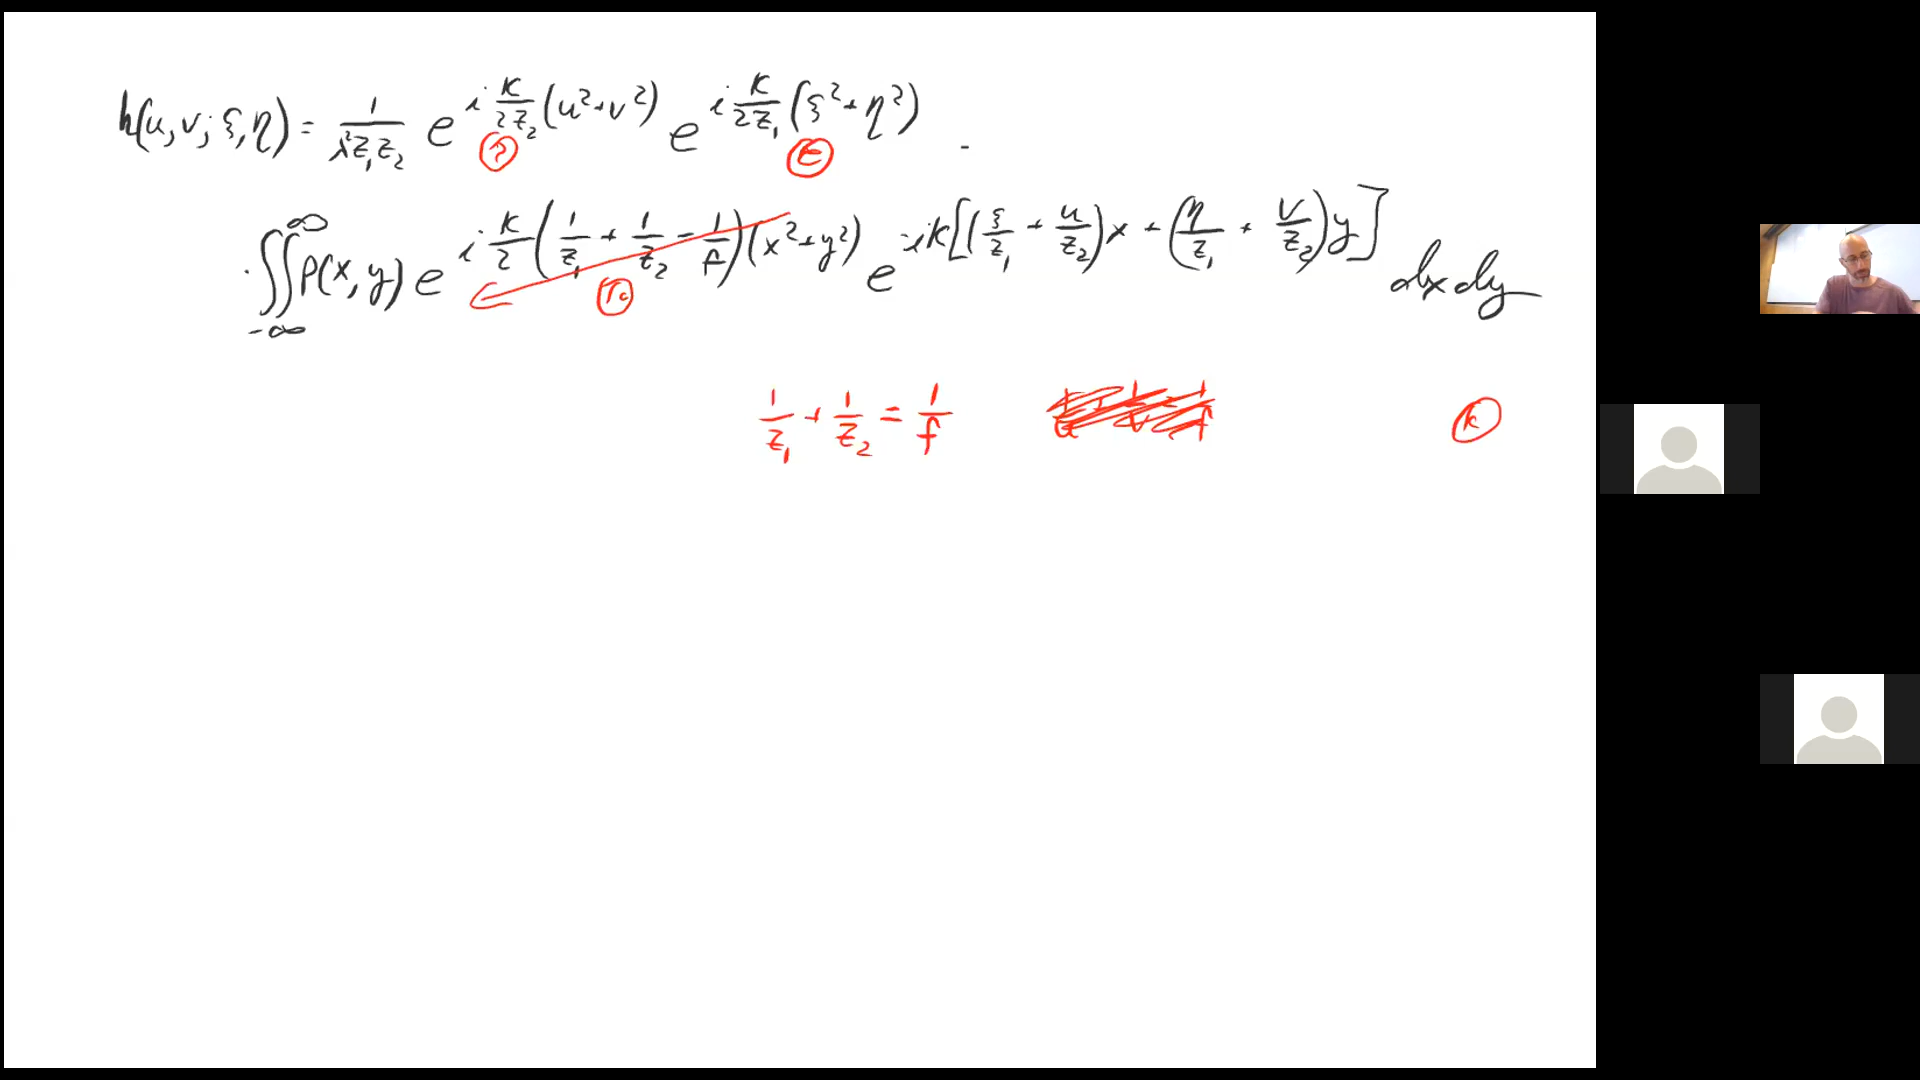 h(u, v; ξ, η) = 1/(λ²z₁z₂) e^{i k/(2z₂) (u²+v²)} e^{i k/(2z₁) (ξ²+η²)} ·
· ∬_{-∞}^{∞} P(x, y) e^{i k/2 (1/z₁ + 1/z₂ − 1/f)(x²+y²)} e^{-ik[(ξ/z₁ + u/z₂)x + (η/z₁ + v/z₂)y]} dx dy
1/z₁ + 1/z₂ = 1/f